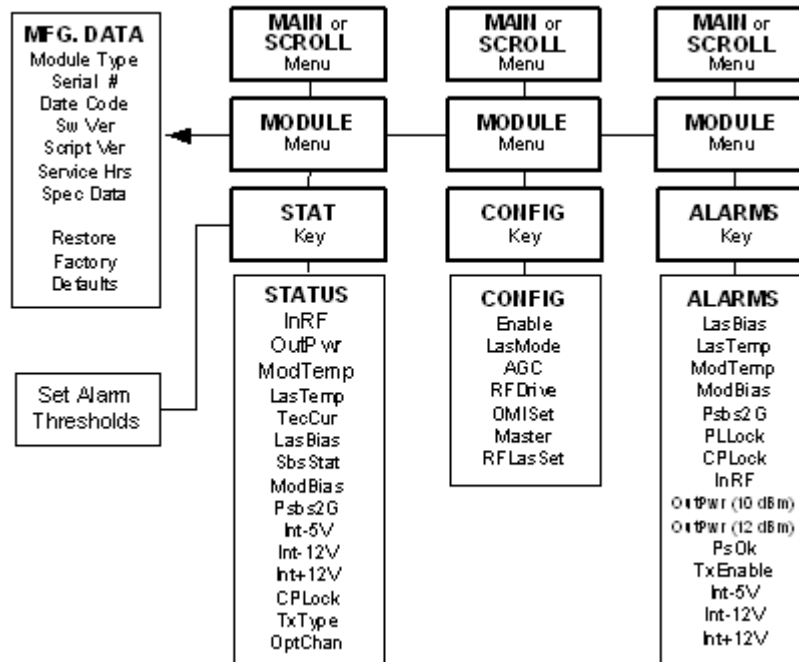 MFG. DATA
Module Type
Serial #
Date Code
Sw Ver
Script Ver
Service Hrs
Spec Data
Restore
Factory
Defaults
MAIN or
SCROLL
Menu
MODULE
Menu
STAT
Key
Set Alarm
Thresholds
STATUS
InRF
OutPwr
ModTemp
LasTemp
TecCur
LasBias
SbsStat
ModBias
Psbs2G
Int-5V
Int-12V
Int+12V
CPLock
TxType
OptChan
MAIN or
SCROLL
Menu
MODULE
Menu
CONFIG
Key
CONFIG
Enable
LasMode
AGC
RFDrive
OMISet
Master
RFLasSet
MAIN or
SCROLL
Menu
MODULE
Menu
ALARMS
Key
ALARMS
LasBias
LasTemp
ModTemp
ModBias
Psbs2G
PLLock
CPLock
InRF
OutPwr (10 dBm)
OutPwr (12 dBm)
PsOk
TxEnable
Int-5V
Int-12V
Int+12V